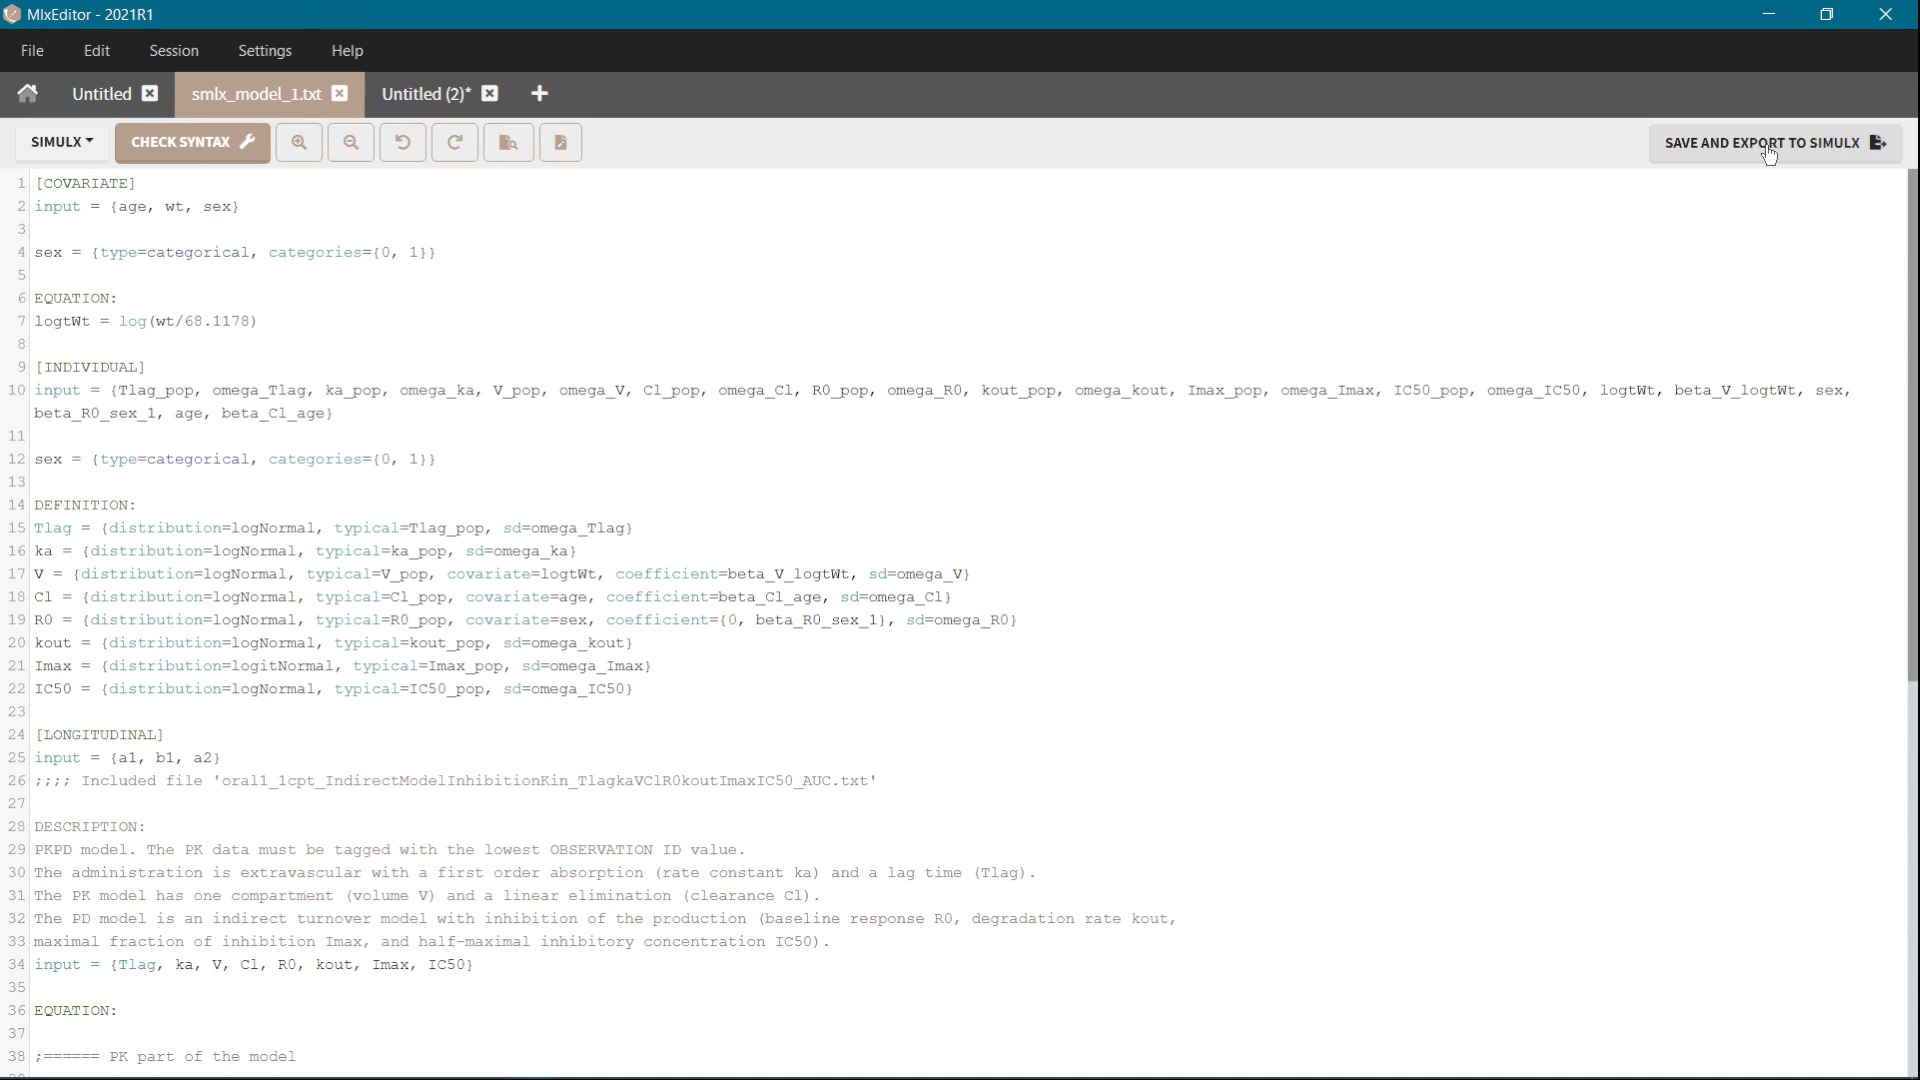 MlxEditor - 2021R1
File Edit Session Settings Help
Untitled smlx_model_1.txt Untitled (2)* +
SIMULX CHECK SYNTAX SAVE AND EXPORT TO SIMULX
1 [COVARIATE]
2 input = {age, wt, sex}
3
4 sex = {type=categorical, categories={0, 1}}
5
6 EQUATION:
7 logtWt = log(wt/68.1178)
8
9 [INDIVIDUAL]
10 input = {Tlag_pop, omega_Tlag, ka_pop, omega_ka, V_pop, omega_V, Cl_pop, omega_Cl, R0_pop, omega_R0, kout_pop, omega_kout, Imax_pop, omega_Imax, IC50_pop, omega_IC50, logtWt, beta_V_logtWt, sex,
beta_R0_sex_1, age, beta_Cl_age}
11
12 sex = {type=categorical, categories={0, 1}}
13
14 DEFINITION:
15 Tlag = {distribution=logNormal, typical=Tlag_pop, sd=omega_Tlag}
16 ka = {distribution=logNormal, typical=ka_pop, sd=omega_ka}
17 V = {distribution=logNormal, typical=V_pop, covariate=logtWt, coefficient=beta_V_logtWt, sd=omega_V}
18 Cl = {distribution=logNormal, typical=Cl_pop, covariate=age, coefficient=beta_Cl_age, sd=omega_Cl}
19 R0 = {distribution=logNormal, typical=R0_pop, covariate=sex, coefficient={0, beta_R0_sex_1}, sd=omega_R0}
20 kout = {distribution=logNormal, typical=kout_pop, sd=omega_kout}
21 Imax = {distribution=logitNormal, typical=Imax_pop, sd=omega_Imax}
22 IC50 = {distribution=logNormal, typical=IC50_pop, sd=omega_IC50}
23
24 [LONGITUDINAL]
25 input = {a1, b1, a2}
26 ;;;; Included file 'oral1_1cpt_IndirectModelInhibitionKin_TlagkaVClR0koutImaxIC50_AUC.txt'
27
28 DESCRIPTION:
29 PKPD model. The PK data must be tagged with the lowest OBSERVATION ID value.
30 The administration is extravascular with a first order absorption (rate constant ka) and a lag time (Tlag).
31 The PK model has one compartment (volume V) and a linear elimination (clearance Cl).
32 The PD model is an indirect turnover model with inhibition of the production (baseline response R0, degradation rate kout,
33 maximal fraction of inhibition Imax, and half-maximal inhibitory concentration IC50).
34 input = {Tlag, ka, V, Cl, R0, kout, Imax, IC50}
35
36 EQUATION:
37
38 ;====== PK part of the model